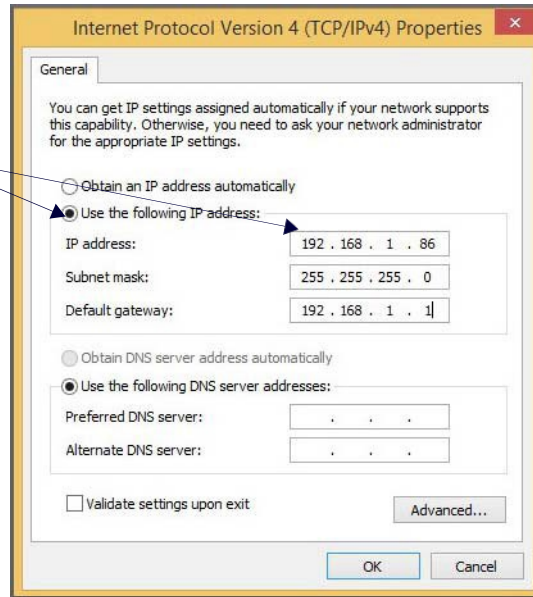 Internet Protocol Version 4 (TCP/IPv4) Properties
General
You can get IP settings assigned automatically if your network supports
this capability. Otherwise, you need to ask your network administrator
for the appropriate IP settings.
Obtain an IP address automatically
Use the following IP address:
IP address: 192 . 168 . 1 . 86
Subnet mask: 255 . 255 . 255 . 0
Default gateway: 192 . 168 . 1 . 1
Obtain DNS server address automatically
Use the following DNS server addresses:
Preferred DNS server: . . .
Alternate DNS server: . . .
Validate settings upon exit
Advanced...
OK Cancel